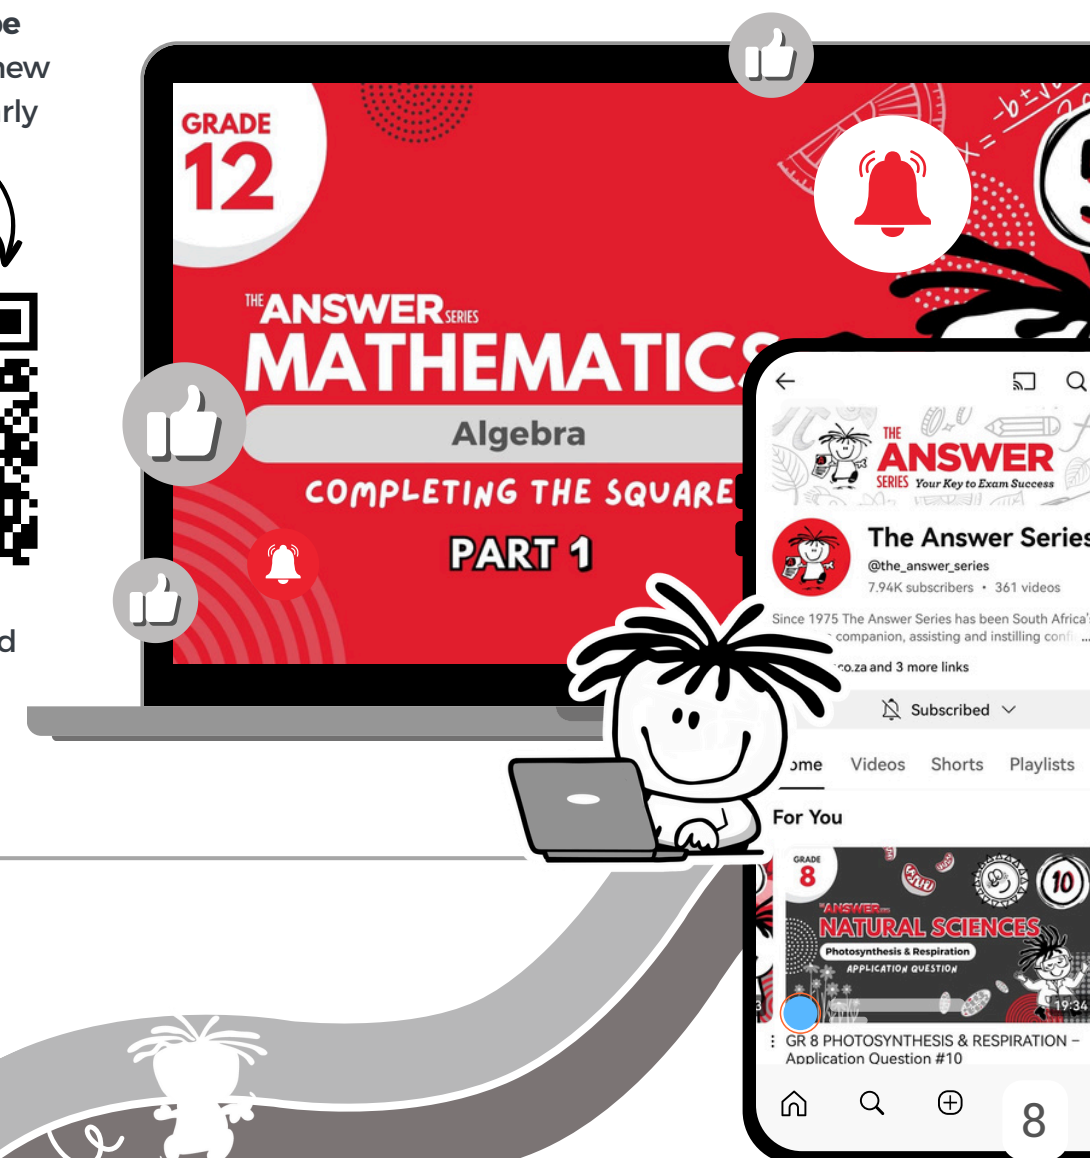 be
new
rly
d
GRADE
12
THE ANSWER SERIES
MATHEMATICS
Algebra
COMPLETING THE SQUARE
PART 1
THE
ANSWER
SERIES Your Key to Exam Success
The Answer Series
@the_answer_series
7.94K subscribers • 361 videos
Since 1975 The Answer Series has been South Africa'
companion, assisting and instilling conf ...
co.za and 3 more links
Subscribed
ome Videos Shorts Playlists
For You
GRADE
8
10
THE ANSWER SERIES
NATURAL SCIENCES
Photosynthesis & Respiration
APPLICATION QUESTION
19:34
GR 8 PHOTOSYNTHESIS & RESPIRATION –
Application Question #10
8